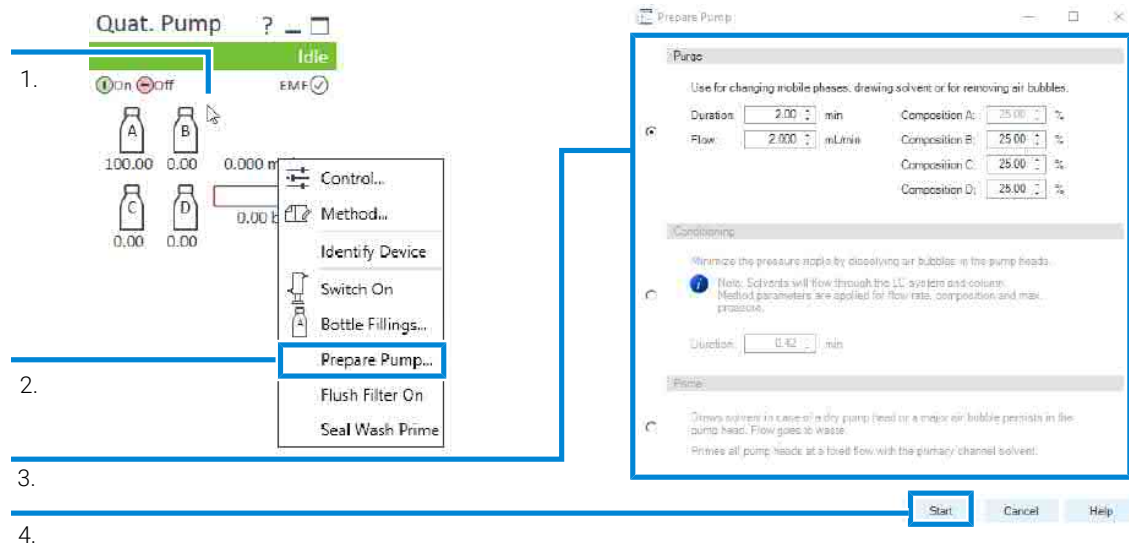 Quat. Pump ? 
Idle
1.
On Off EMF
A B
100.00 0.00 0.000 m
C D
0.00 b
0.00 0.00
Control...
Method...
Identify Device
Switch On
A Bottle Fillings...
Prepare Pump...
Flush Filter On
Seal Wash Prime
2.
3.
4.
Prepare Pump
Purge
Use for changing mobile phases, drawing solvent or for removing air bubbles.
Duration: 2.00 min Composition A: 25.00 %
Flow: 2.000 mL/min Composition B: 25.00 %
Composition C: 25.00 %
Composition D: 25.00 %
Conditioning
Minimize the pressure ripple by dissolving air bubbles in the pump heads.
Note: Solvents will flow through the LC system and column.
Method parameters are applied for flow rate, composition and max.
pressure.
Duration: 0.42 min
Prime
Draws solvent in case of a dry pump head or a major air bubble persists in the
pump head. Flow goes to waste.
Primes all pump heads at a fixed flow with the primary channel solvent.
Start Cancel Help